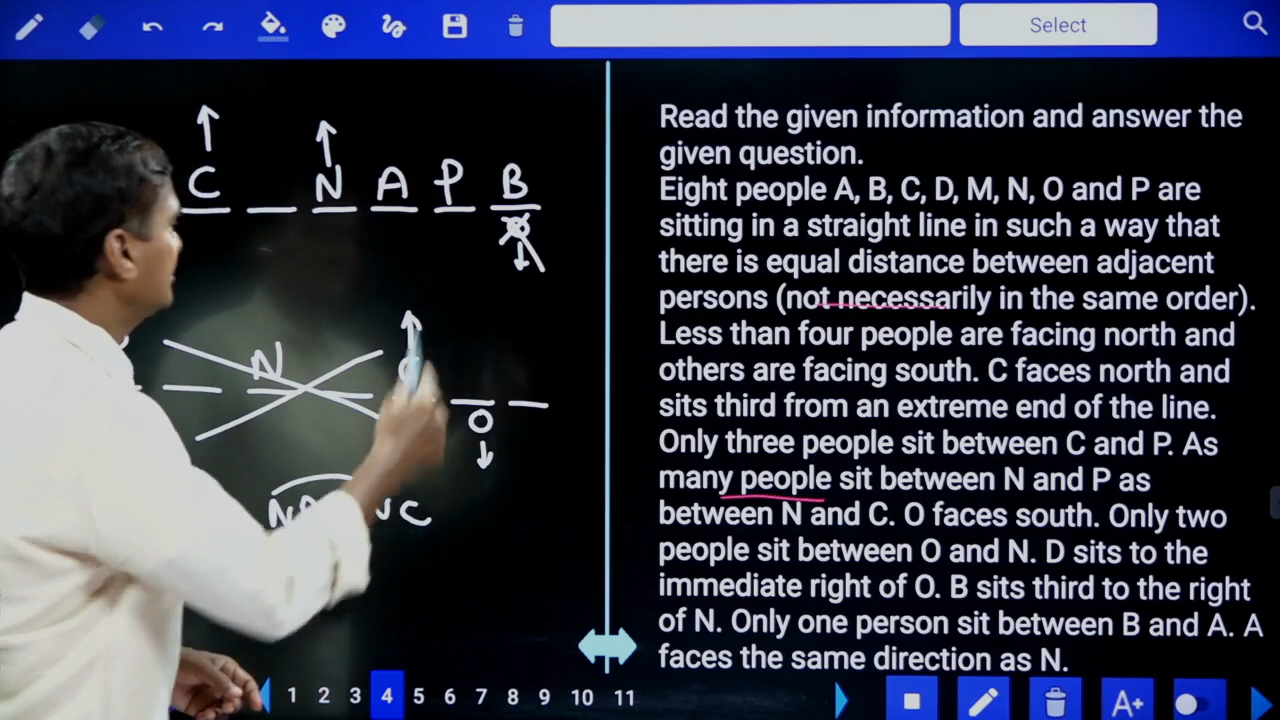 Select
C N A P B
Read the given information and answer the
given question.
Eight people A, B, C, D, M, N, O and P are
sitting in a straight line in such a way that
there is equal distance between adjacent
persons (not necessarily in the same order).
Less than four people are facing north and
others are facing south. C faces north and
sits third from an extreme end of the line.
Only three people sit between C and P. As
many people sit between N and P as
between N and C. O faces south. Only two
people sit between O and N. D sits to the
immediate right of O. B sits third to the right
of N. Only one person sit between B and A. A
faces the same direction as N.
N
O
C
1 2 3 4 5 6 7 8 9 10 11
A+